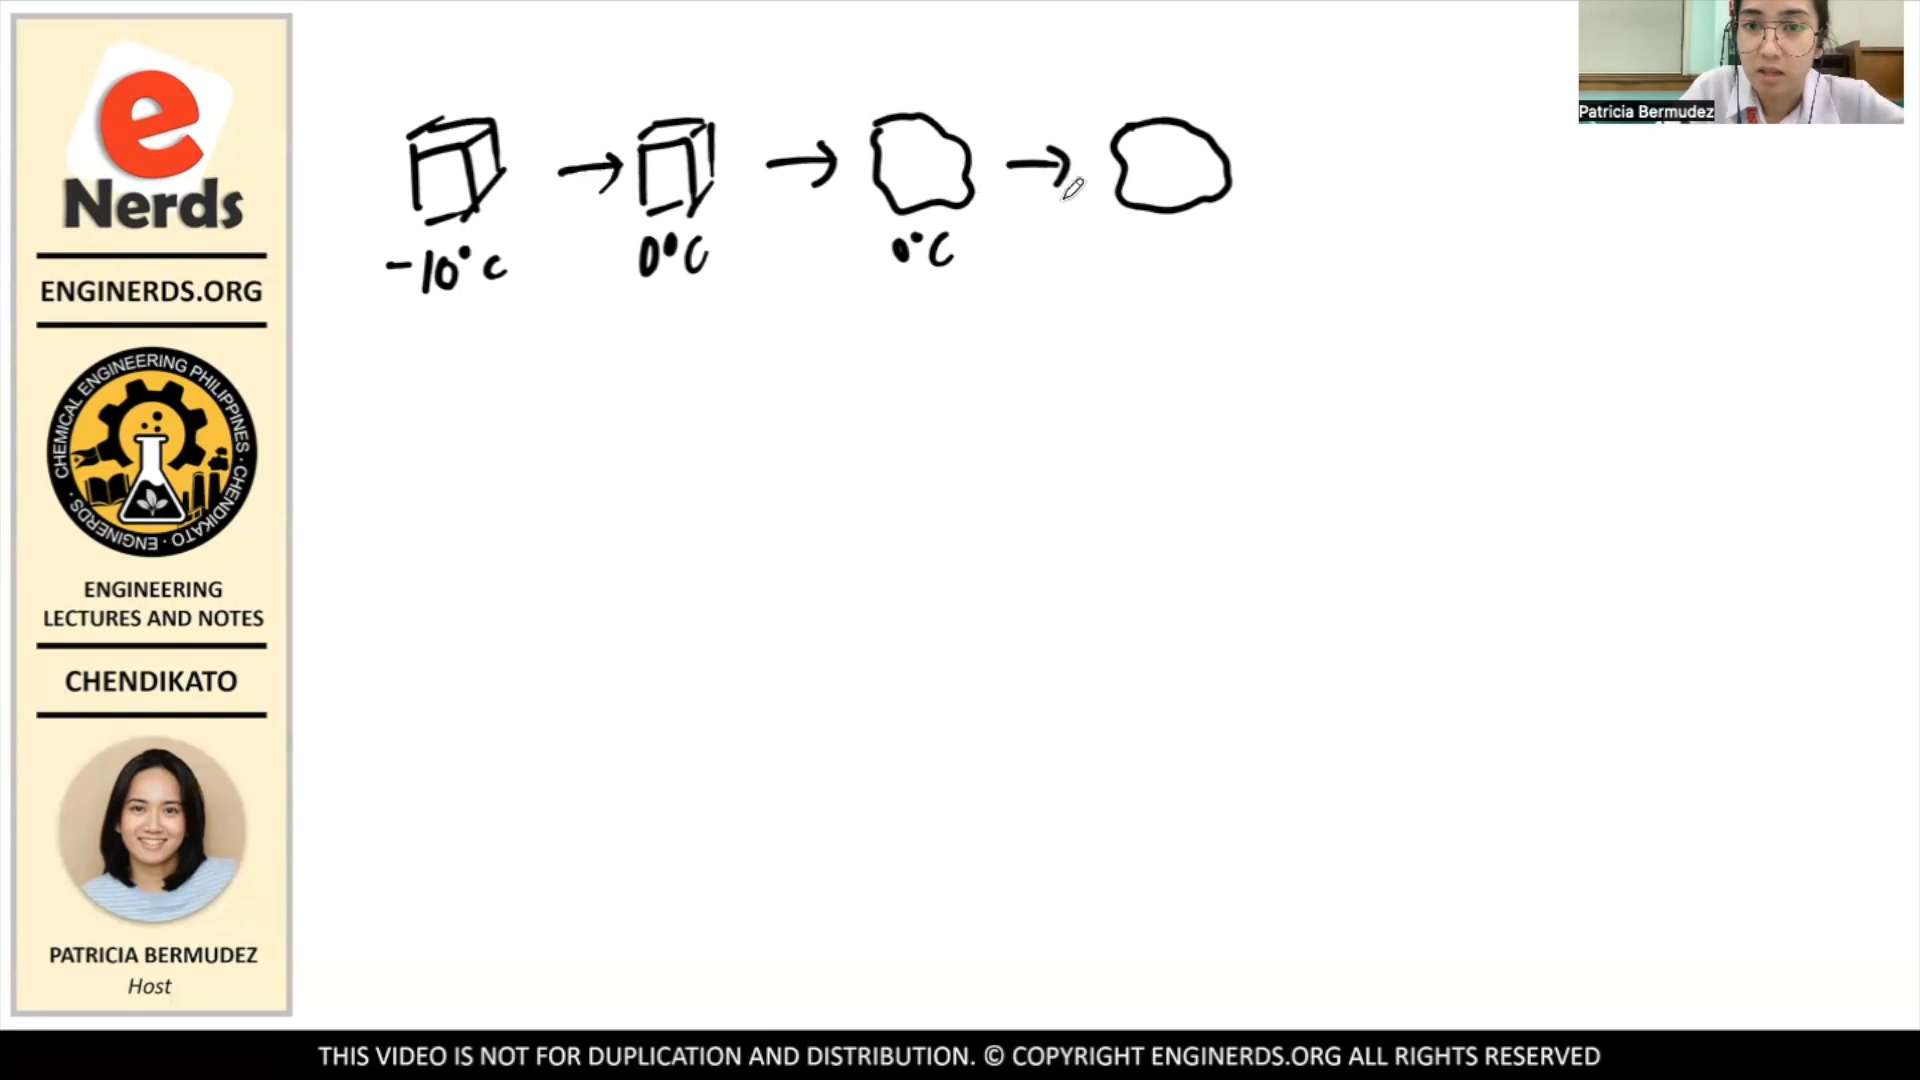 e
Nerds
ENGINERDS.ORG
CHEMICAL ENGINEERING PHILIPPINES · CHENDIKATO · ENGINERDS ·
ENGINEERING
LECTURES AND NOTES
CHENDIKATO
PATRICIA BERMUDEZ
Host
-10°C
0°C
0°C
Patricia Bermudez
THIS VIDEO IS NOT FOR DUPLICATION AND DISTRIBUTION. © COPYRIGHT ENGINERDS.ORG ALL RIGHTS RESERVED